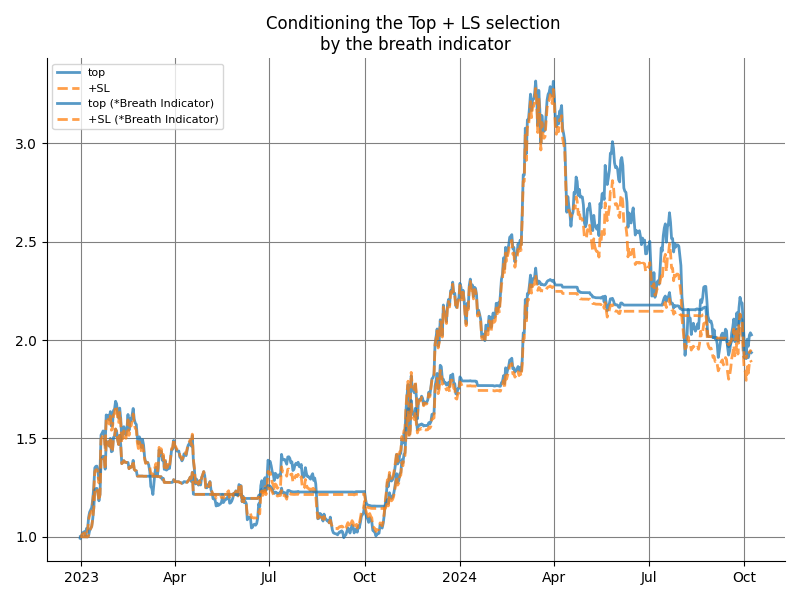 Conditioning the Top + LS selection
by the breath indicator
top
+SL
top (*Breath Indicator)
+SL (*Breath Indicator)
3.0
2.5
2.0
1.5
1.0
2023 Apr Jul Oct 2024 Apr Jul Oct